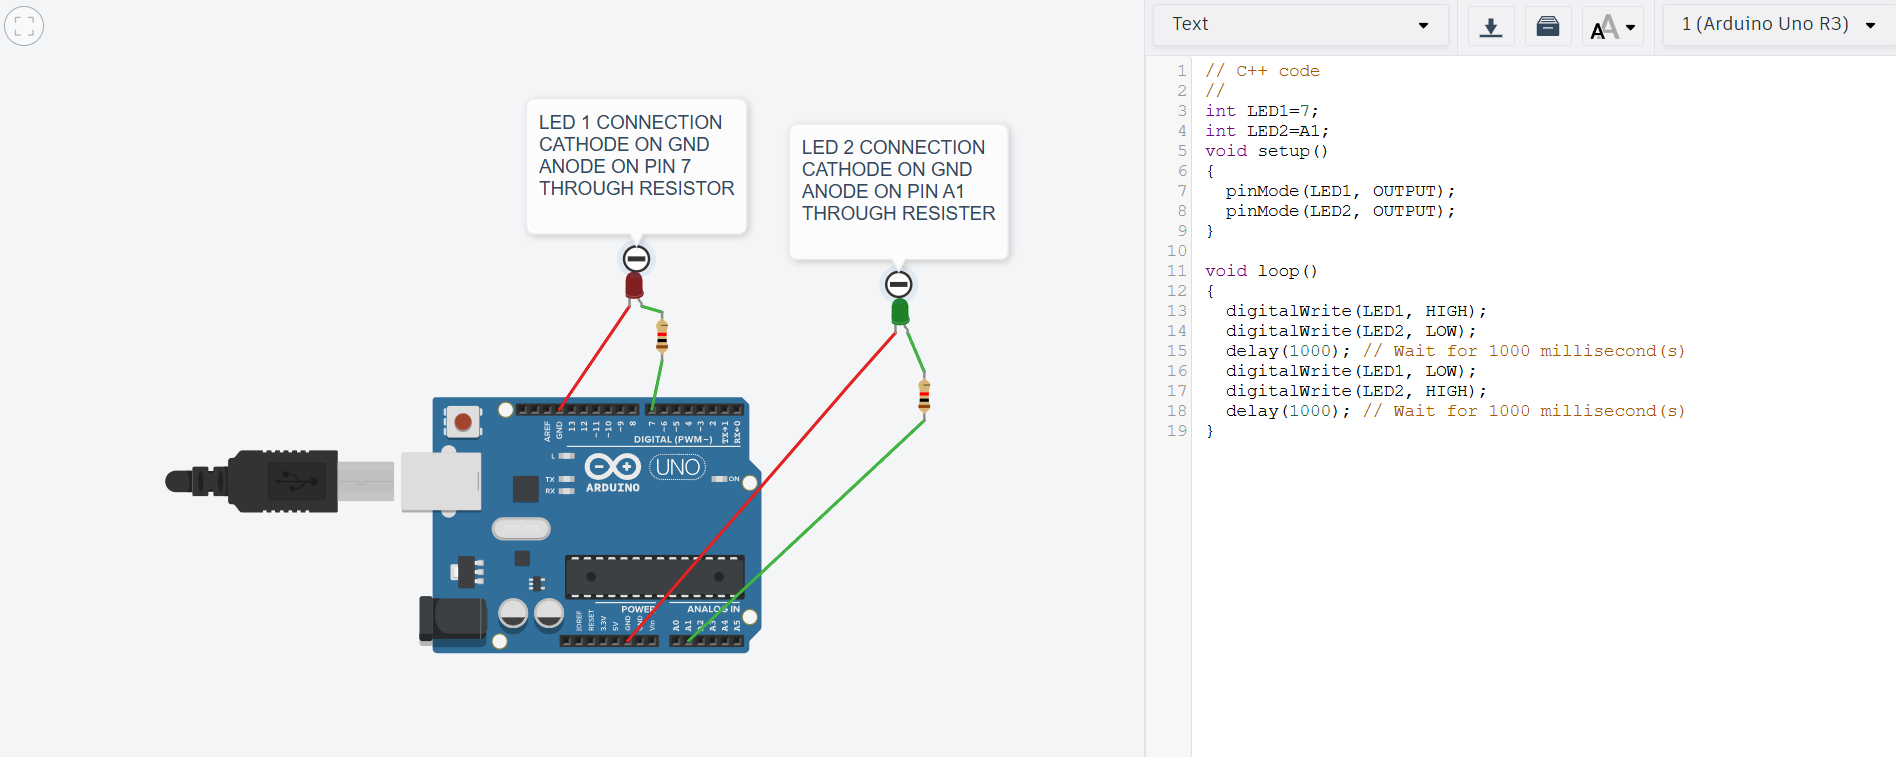 LED 1 CONNECTION
CATHODE ON GND
ANODE ON PIN 7
THROUGH RESISTOR
LED 2 CONNECTION
CATHODE ON GND
ANODE ON PIN A1
THROUGH RESISTER
AREF
GND
13
12
~11
~10
~9
8
7
~6
~5
4
~3
2
TX→1
RX←0
DIGITAL (PWM~)
L
TX
RX
ARDUINO
UNO
ON
POWER
ANALOG IN
IOREF
RESET
3.3V
5V
GND
GND
Vin
A0
A1
A2
A3
A4
A5
Text
AA
1 (Arduino Uno R3)
1 // C++ code
2 //
3 int LED1=7;
4 int LED2=A1;
5 void setup()
6 {
7 pinMode(LED1, OUTPUT);
8 pinMode(LED2, OUTPUT);
9 }
10
11 void loop()
12 {
13 digitalWrite(LED1, HIGH);
14 digitalWrite(LED2, LOW);
15 delay(1000); // Wait for 1000 millisecond(s)
16 digitalWrite(LED1, LOW);
17 digitalWrite(LED2, HIGH);
18 delay(1000); // Wait for 1000 millisecond(s)
19 }